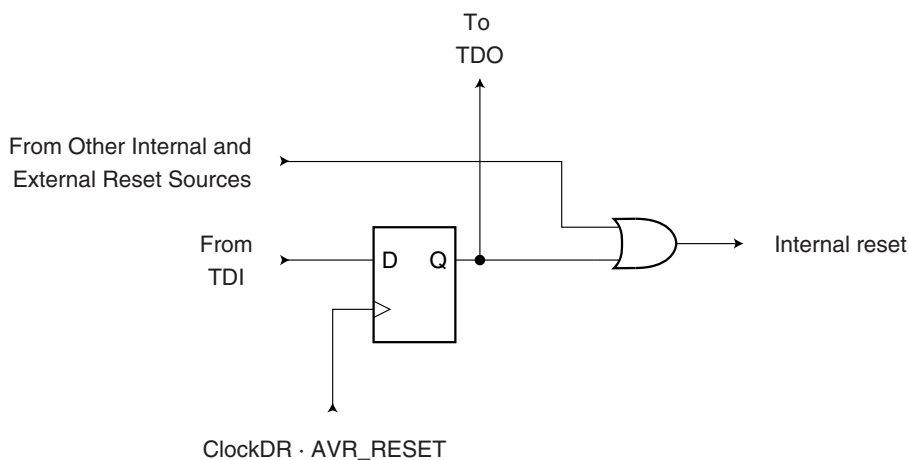 To
TDO
From Other Internal and
External Reset Sources
From
TDI
D
Q
Internal reset
ClockDR · AVR_RESET